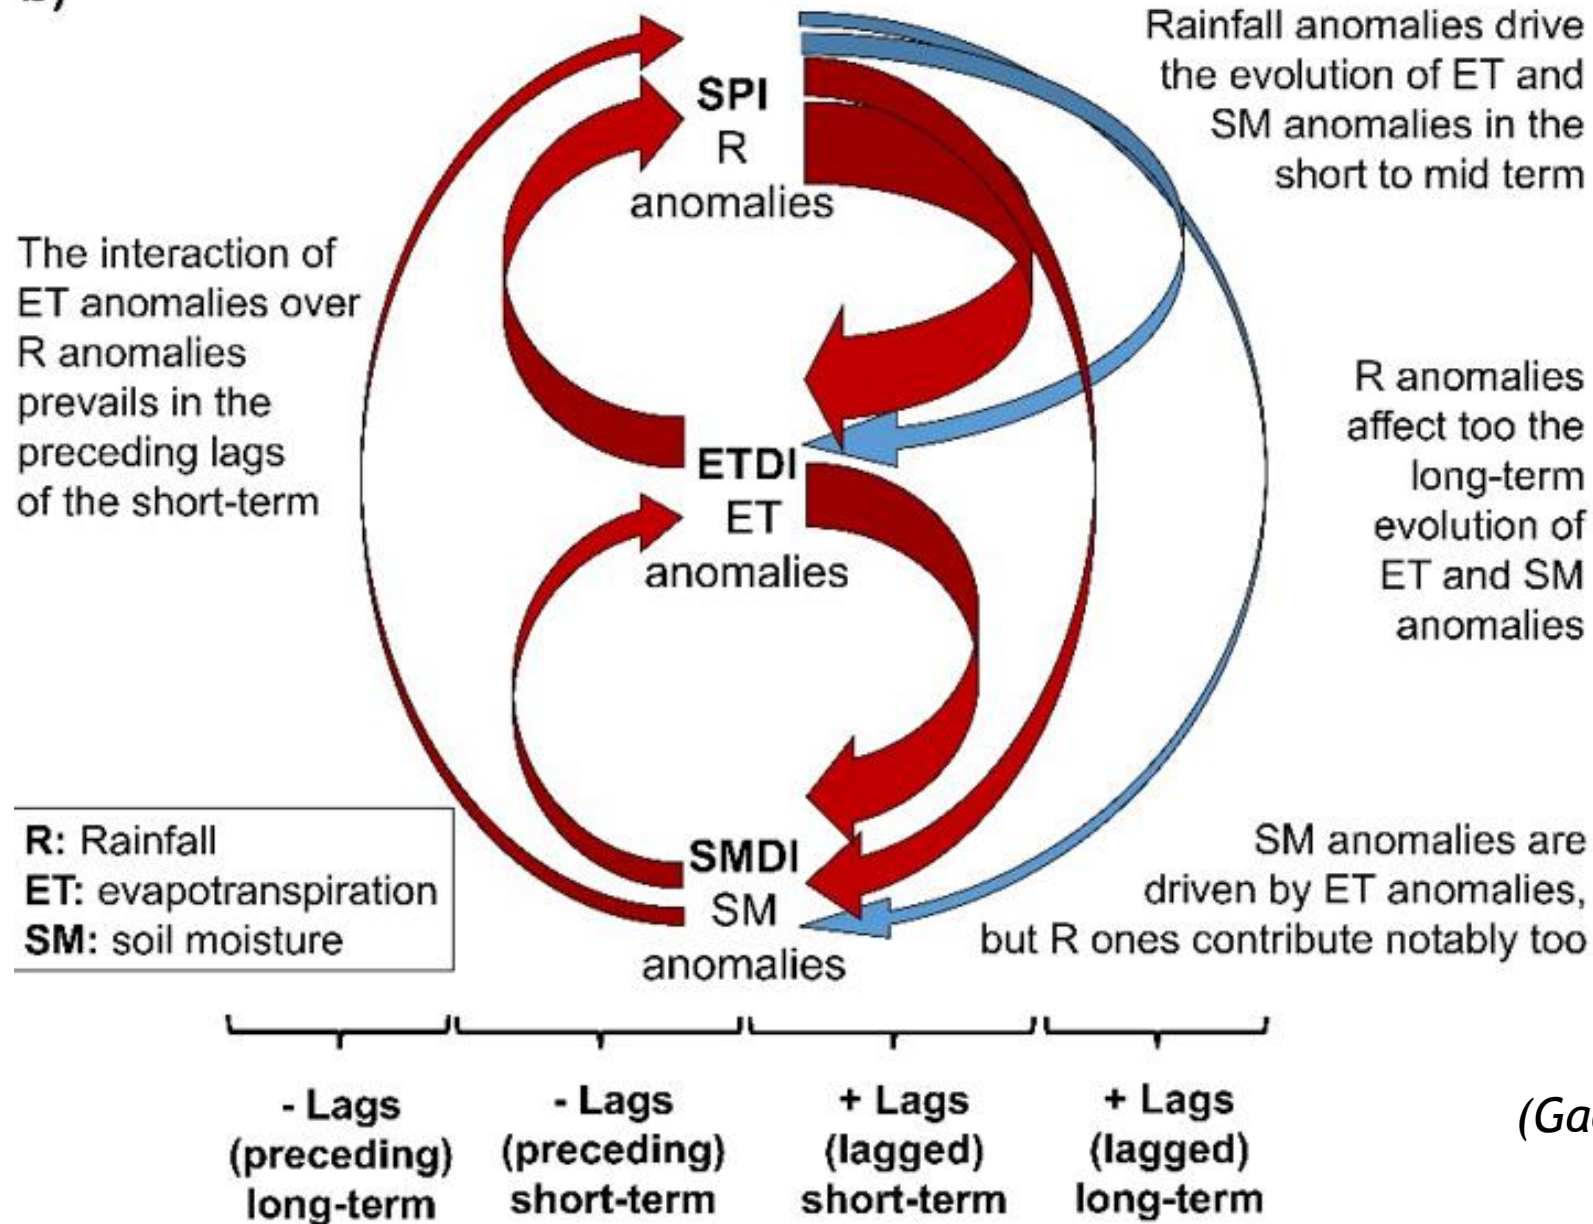 Rainfall anomalies drive
the evolution of ET and
SM anomalies in the
short to mid term
SPI
R
anomalies
The interaction of
ET anomalies over
R anomalies
prevails in the
preceding lags
of the short-term
R anomalies
affect too the
long-term
evolution of
ET and SM
anomalies
ETDI
ET
anomalies
R: Rainfall
ET: evapotranspiration
SM: soil moisture
SMDI
SM
anomalies
SM anomalies are
driven by ET anomalies,
but R ones contribute notably too
- Lags
(preceding)
long-term
- Lags
(preceding)
short-term
+ Lags
(lagged)
short-term
+ Lags
(lagged)
long-term